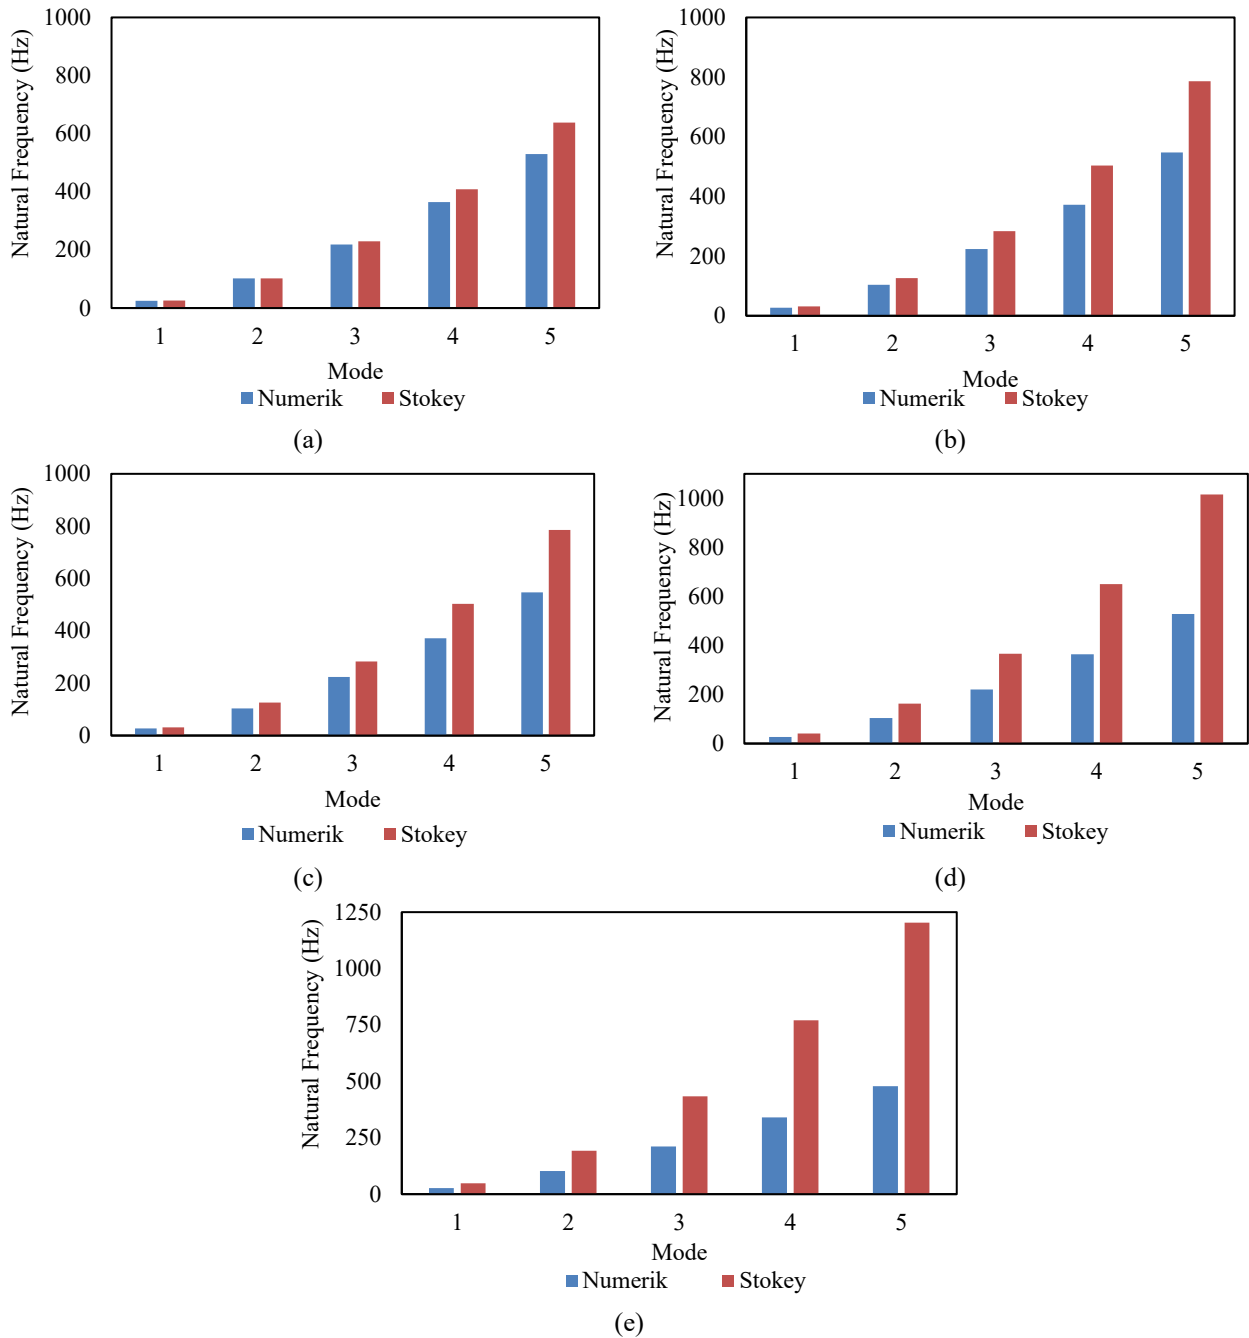 Natural Frequency (Hz)
1000
800
600
400
200
0
1 2 3 4 5
Mode
Numerik Stokey
(a)
Natural Frequency (Hz)
1000
800
600
400
200
0
1 2 3 4 5
Mode
Numerik Stokey
(b)
Natural Frequency (Hz)
1000
800
600
400
200
0
1 2 3 4 5
Mode
Numerik Stokey
(c)
Natural Frequency (Hz)
1000
800
600
400
200
0
1 2 3 4 5
Mode
Numerik Stokey
(d)
Natural Frequency (Hz)
1250
1000
750
500
250
0
1 2 3 4 5
Mode
Numerik Stokey
(e)